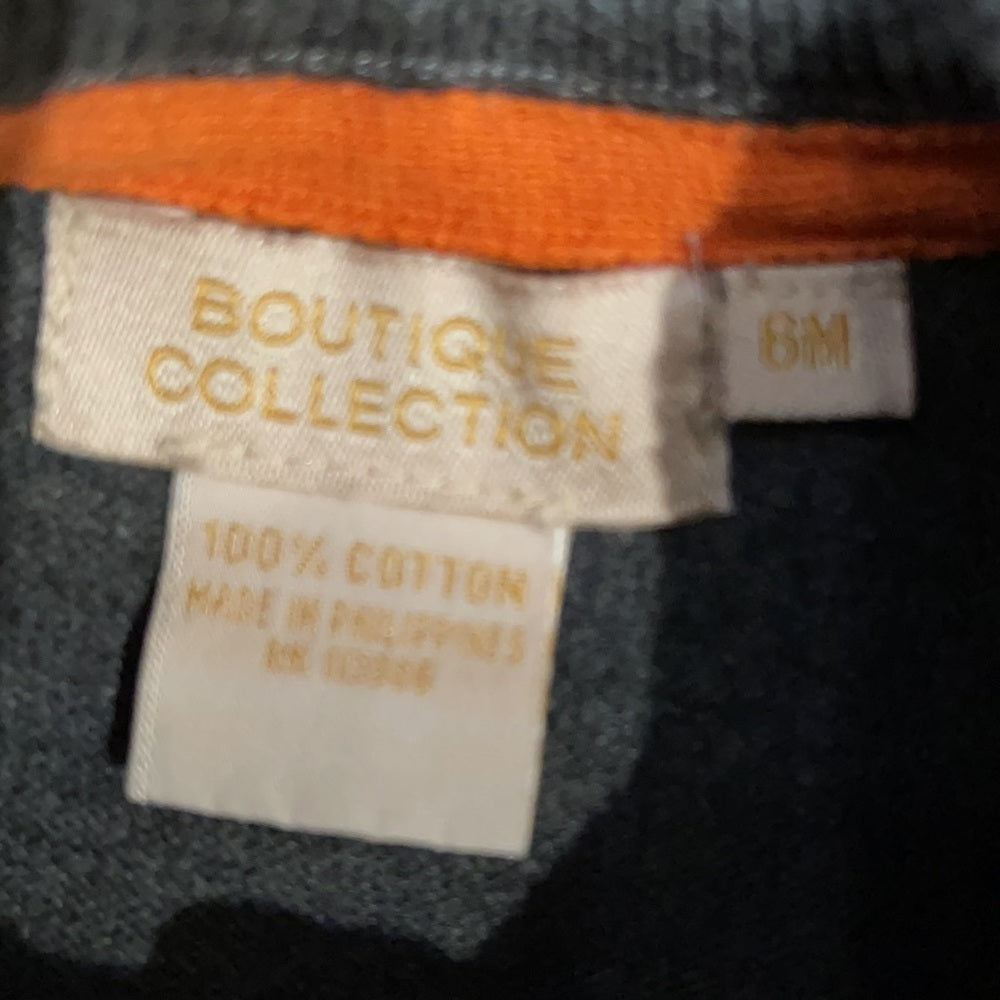 BOUTIQUE
COLLECTION
6M
100% COTTON
MADE IN PHILIPPINES